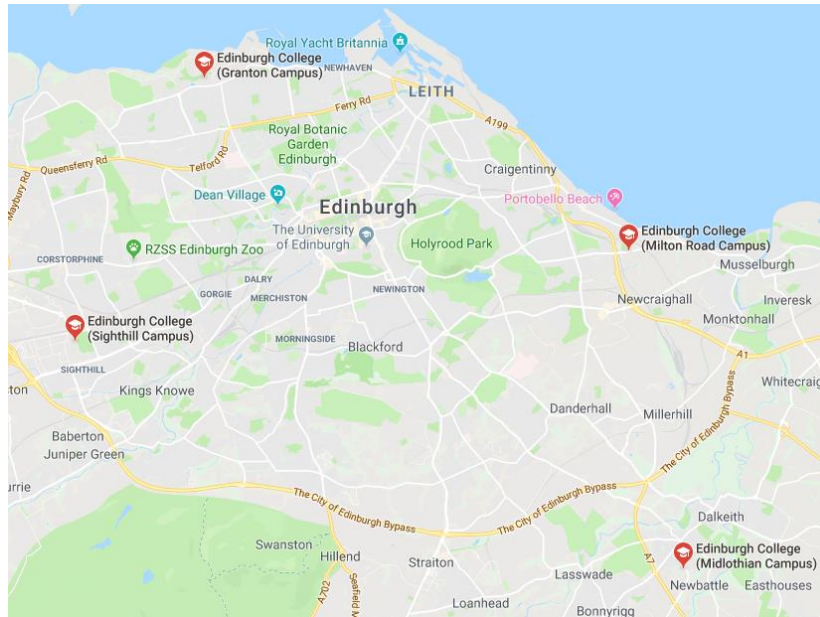 Royal Yacht Britannia
Edinburgh College
(Granton Campus)
NEWHAVEN
LEITH
Ferry Rd
A199
Royal Botanic
Garden
Edinburgh
Telford Rd
Queensferry Rd
Craigentinny
Maybury Rd
Dean Village
Portobello Beach
Edinburgh
Edinburgh College
(Milton Road Campus)
The University
of Edinburgh
Holyrood Park
RZSS Edinburgh Zoo
CORSTORPHINE
Musselburgh
DALRY
GORGIE
MERCHISTON
NEWINGTON
Newcraighall
Inveresk
Monktonhall
Edinburgh College
(Sighthill Campus)
MORNINGSIDE
Blackford
A1
SIGHTHILL
Kings Knowe
Whitecraig
ston
Danderhall
Millerhill
The City of Edinburgh Bypass
Baberton
Juniper Green
urrie
The City of Edinburgh Bypass
The City of Edinburgh Bypass
Dalkeith
Swanston
Hillend
Straiton
A7
Edinburgh College
(Midlothian Campus)
Lasswade
Newbattle
Easthouses
A702
Seafield M
Loanhead
Bonnyrigg